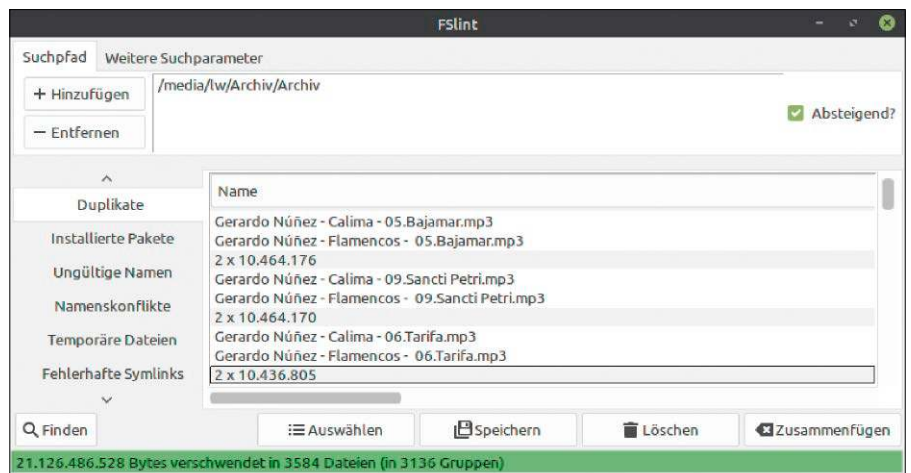 FSlint
Suchpfad Weitere Suchparameter
+ Hinzufügen
/media/lw/Archiv/Archiv
Absteigend?
− Entfernen
Name
Duplikate
Gerardo Núñez - Calima - 05.Bajamar.mp3
Installierte Pakete
Gerardo Núñez - Flamencos - 05.Bajamar.mp3
2 x 10.464.176
Ungültige Namen
Gerardo Núñez - Calima - 09.Sancti Petri.mp3
Gerardo Núñez - Flamencos - 09.Sancti Petri.mp3
Namenskonflikte
2 x 10.464.170
Temporäre Dateien
Gerardo Núñez - Calima - 06.Tarifa.mp3
Gerardo Núñez - Flamencos - 06.Tarifa.mp3
Fehlerhafte Symlinks
2 x 10.436.805
Finden Auswählen Speichern Löschen Zusammenfügen
21.126.486.528 Bytes verschwendet in 3584 Dateien (in 3136 Gruppen)